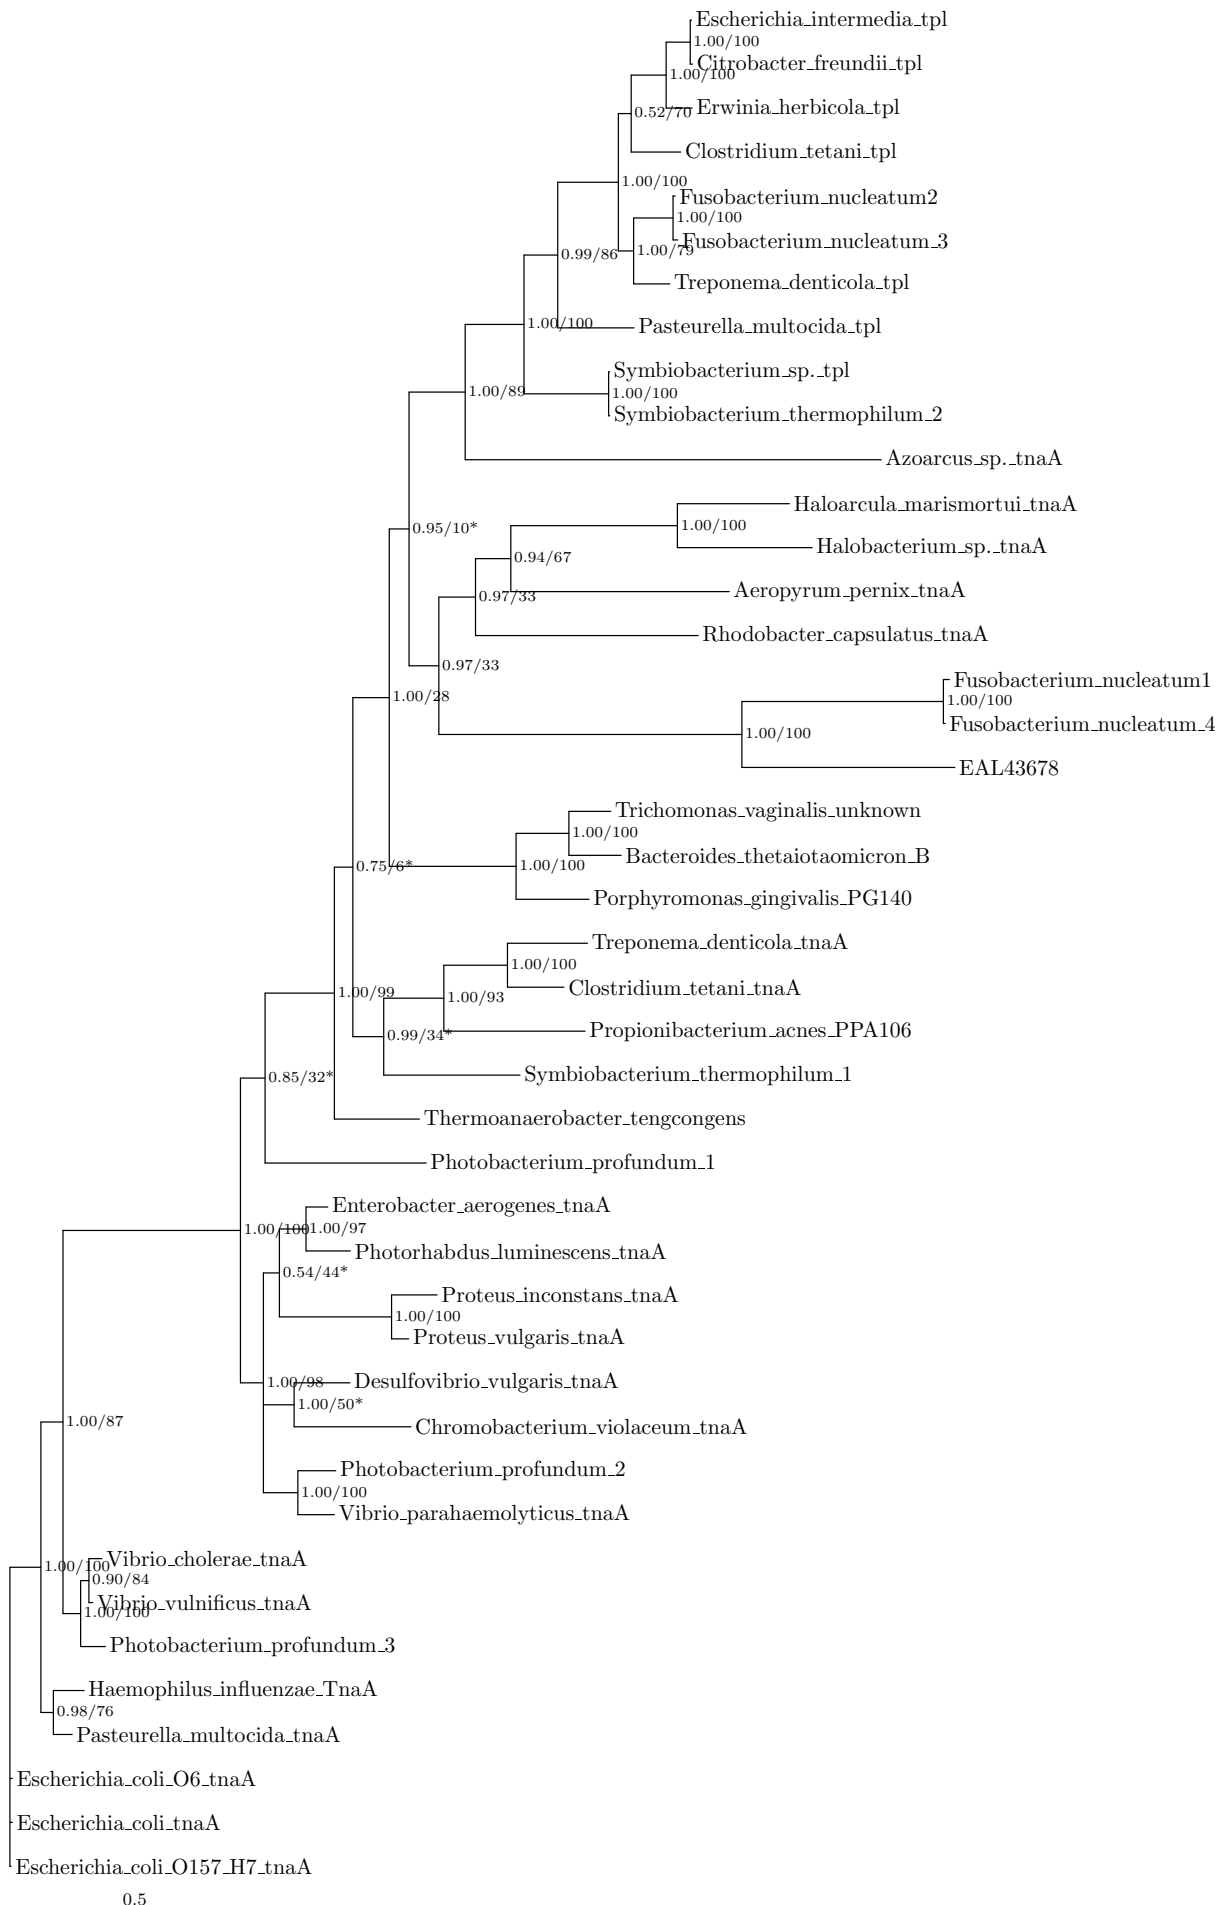 Escherichia_intermedia_tpl
1.00/100
Citrobacter_freundii_tpl
1.00/100
Erwinia_herbicola_tpl
0.52/70
Clostridium_tetani_tpl
1.00/100
Fusobacterium_nucleatum2
1.00/100
Fusobacterium_nucleatum_3
1.00/79
0.99/86
Treponema_denticola_tpl
1.00/100
Pasteurella_multocida_tpl
Symbiobacterium_sp._tpl
1.00/89
1.00/100
Symbiobacterium_thermophilum_2
Azoarcus_sp._tnaA
Haloarcula_marismortui_tnaA
0.95/10*
1.00/100
Halobacterium_sp._tnaA
0.94/67
Aeropyrum_pernix_tnaA
0.97/33
Rhodobacter_capsulatus_tnaA
0.97/33
Fusobacterium_nucleatum1
1.00/28
1.00/100
Fusobacterium_nucleatum_4
1.00/100
EAL43678
Trichomonas_vaginalis_unknown
1.00/100
Bacteroides_thetaiotaomicron_B
0.75/6*
1.00/100
Porphyromonas_gingivalis_PG140
Treponema_denticola_tnaA
1.00/100
Clostridium_tetani_tnaA
1.00/99
1.00/93
Propionibacterium_acnes_PPA106
0.99/34*
Symbiobacterium_thermophilum_1
0.85/32*
Thermoanaerobacter_tengcongens
Photobacterium_profundum_1
Enterobacter_aerogenes_tnaA
1.00/100
1.00/97
Photorhabdus_luminescens_tnaA
0.54/44*
Proteus_inconstans_tnaA
1.00/100
Proteus_vulgaris_tnaA
Desulfovibrio_vulgaris_tnaA
1.00/98
1.00/50*
1.00/87
Chromobacterium_violaceum_tnaA
Photobacterium_profundum_2
1.00/100
Vibrio_parahaemolyticus_tnaA
Vibrio_cholerae_tnaA
1.00/100
0.90/84
Vibrio_vulnificus_tnaA
1.00/100
Photobacterium_profundum_3
Haemophilus_influenzae_TnaA
0.98/76
Pasteurella_multocida_tnaA
Escherichia_coli_O6_tnaA
Escherichia_coli_tnaA
Escherichia_coli_O157_H7_tnaA
0.5